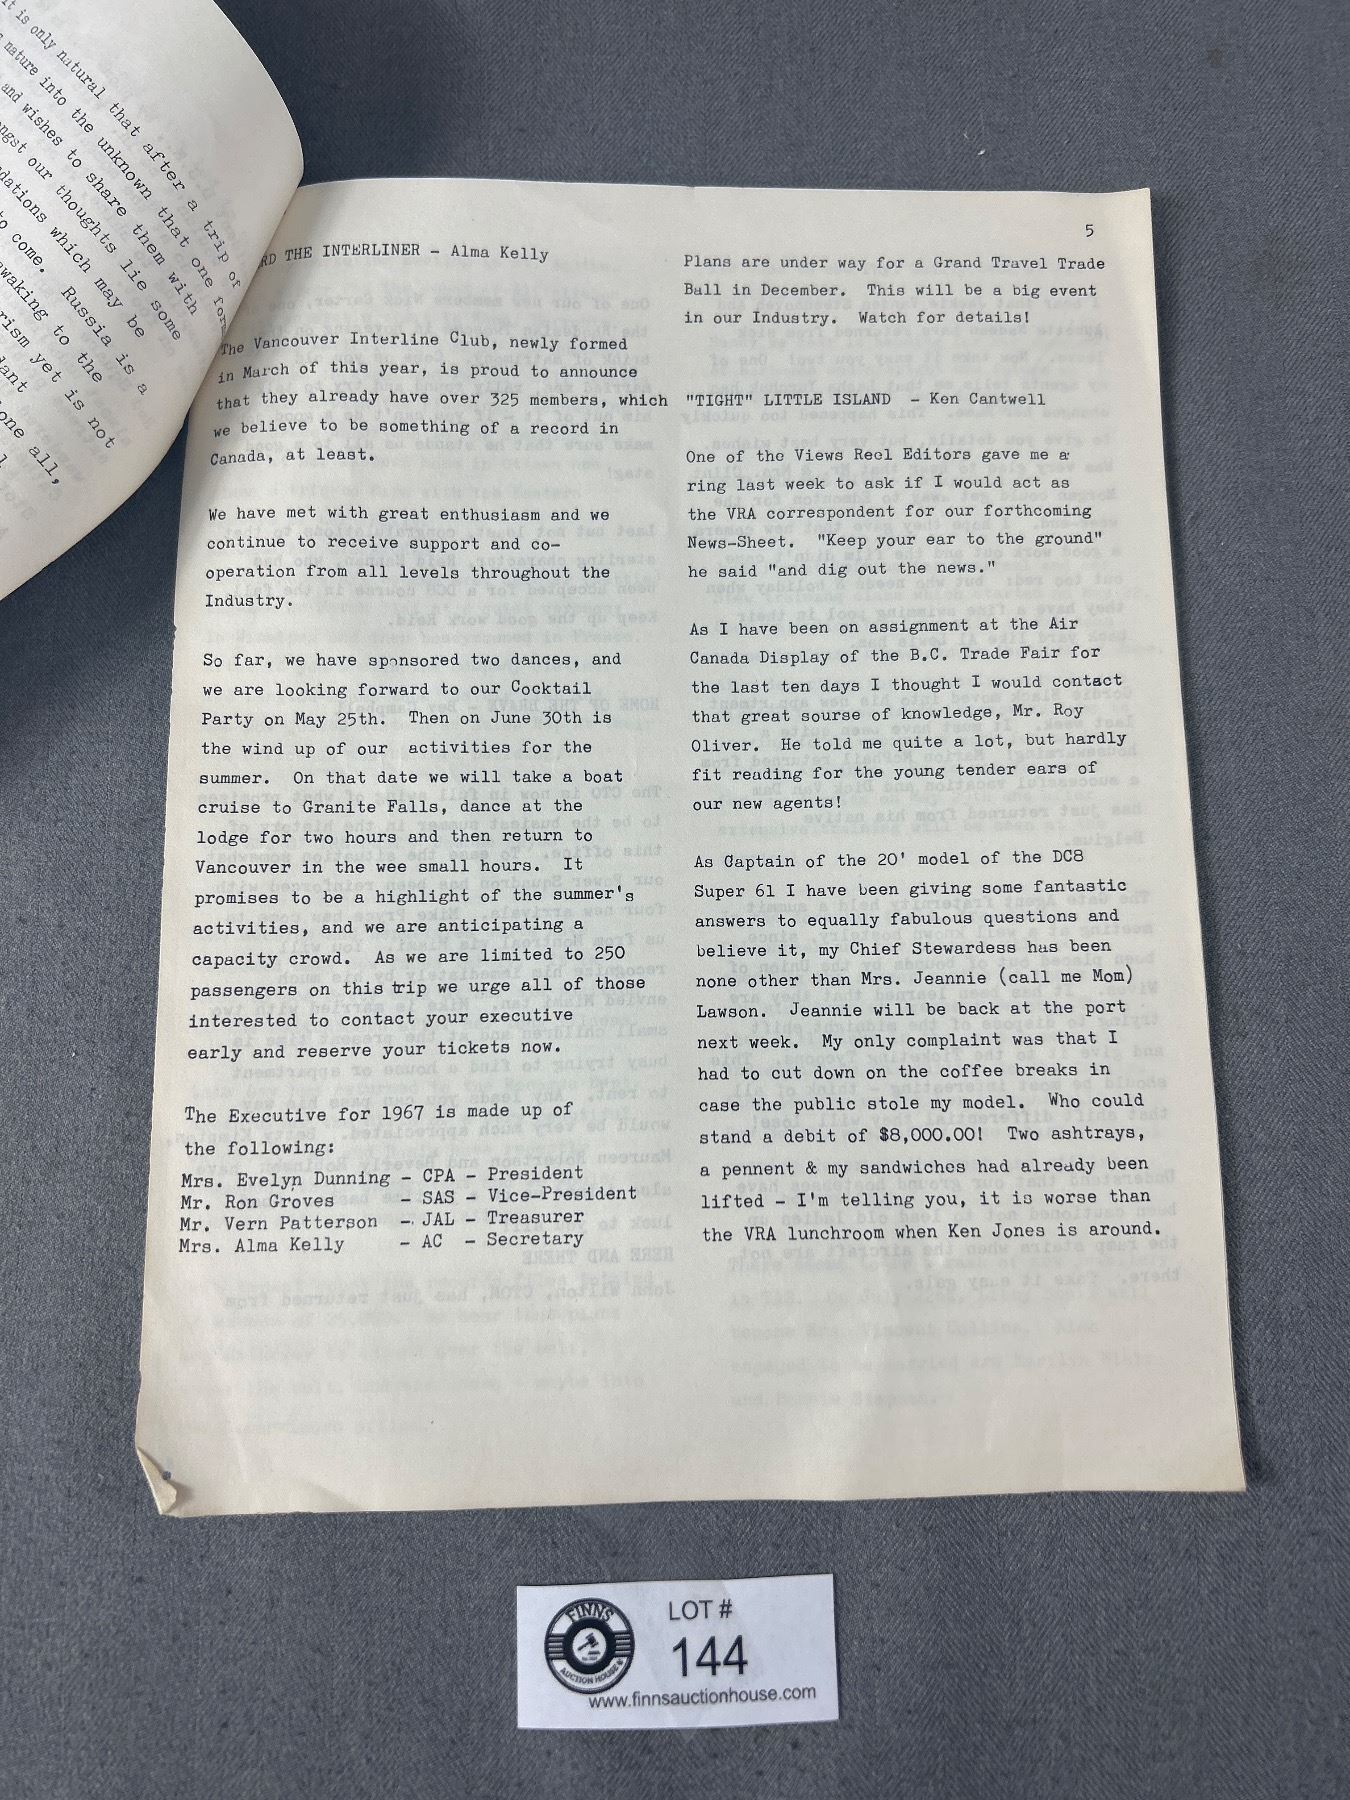 it is only natural that after a trip of
nature into the unknown that one
and wishes to share them with
our thoughts lie some
which may be
to come. Russia is a
to the
yet is not
all,
5
THE INTERLINER - Alma Kelly
The Vancouver Interline Club, newly formed
in March of this year, is proud to announce
that they already have over 325 members, which
we believe to be something of a record in
Canada, at least.
We have met with great enthusiasm and we
continue to receive support and co-
operation from all levels throughout the
Industry.
So far, we have sponsored two dances, and
we are looking forward to our Cocktail
Party on May 25th. Then on June 30th is
the wind up of our activities for the
summer. On that date we will take a boat
cruise to Granite Falls, dance at the
lodge for two hours and then return to
Vancouver in the wee small hours. It
promises to be a highlight of the summer's
activities, and we are anticipating a
capacity crowd. As we are limited to 250
passengers on this trip we urge all of those
interested to contact your executive
early and reserve your tickets now.
The Executive for 1967 is made up of
the following:
Mrs. Evelyn Dunning - CPA - President
Mr. Ron Groves - SAS - Vice-President
Mr. Vern Patterson - JAL - Treasurer
Mrs. Alma Kelly - AC - Secretary
Plans are under way for a Grand Travel Trade
Ball in December. This will be a big event
in our Industry. Watch for details!
"TIGHT" LITTLE ISLAND - Ken Cantwell
One of the Views Reel Editors gave me a
ring last week to ask if I would act as
the VRA correspondent for our forthcoming
News-Sheet. "Keep your ear to the ground"
he said "and dig out the news."
As I have been on assignment at the Air
Canada Display of the B.C. Trade Fair for
the last ten days I thought I would contact
that great sourse of knowledge, Mr. Roy
Oliver. He told me quite a lot, but hardly
fit reading for the young tender ears of
our new agents!
As Captain of the 20' model of the DC8
Super 61 I have been giving some fantastic
answers to equally fabulous questions and
believe it, my Chief Stewardess has been
none other than Mrs. Jeannie (call me Mom)
Lawson. Jeannie will be back at the port
next week. My only complaint was that I
had to cut down on the coffee breaks in
case the public stole my model. Who could
stand a debit of $8,000.00! Two ashtrays,
a pennent & my sandwiches had already been
lifted - I'm telling you, it is worse than
the VRA lunchroom when Ken Jones is around.
FINNS
AUCTION HOUSE
LOT #
144
www.finnsauctionhouse.com